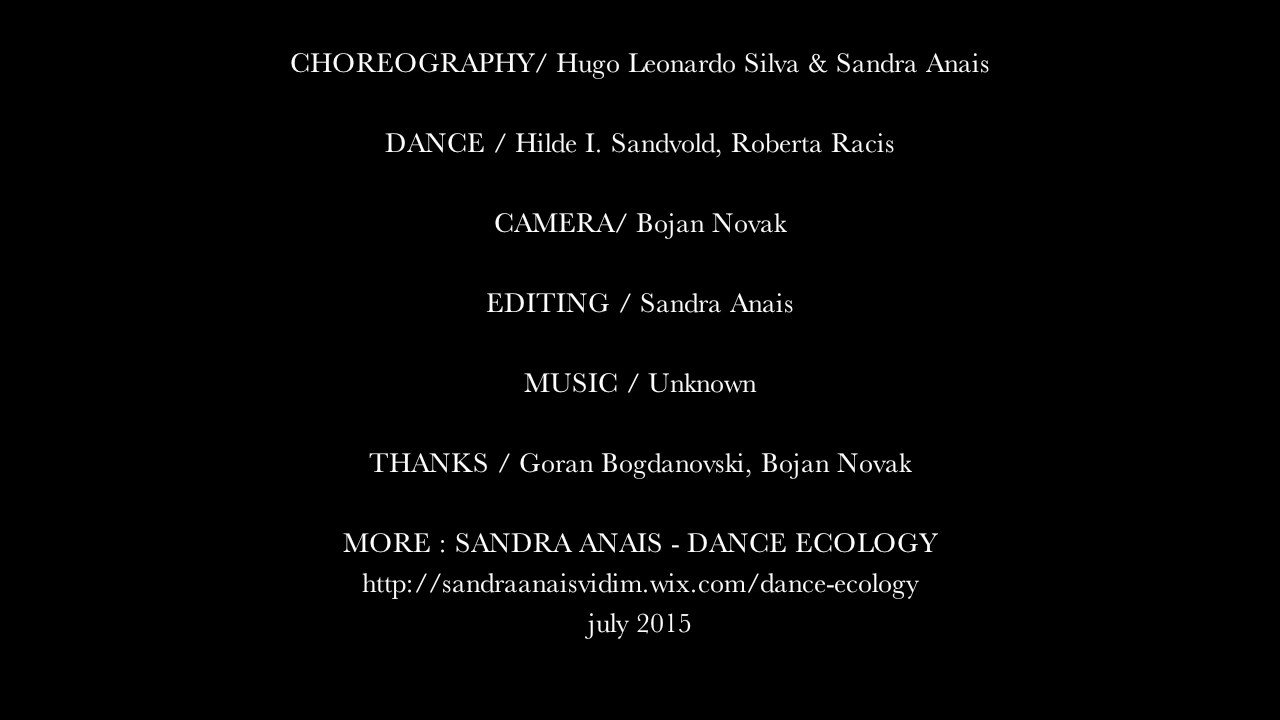 CHOREOGRAPHY/ Hugo Leonardo Silva & Sandra Anais
DANCE / Hilde I. Sandvold, Roberta Racis
CAMERA/ Bojan Novak
EDITING / Sandra Anais
MUSIC / Unknown
THANKS / Goran Bogdanovski, Bojan Novak
MORE : SANDRA ANAIS - DANCE ECOLOGY
http://sandraanaisvidim.wix.com/dance-ecology
july 2015